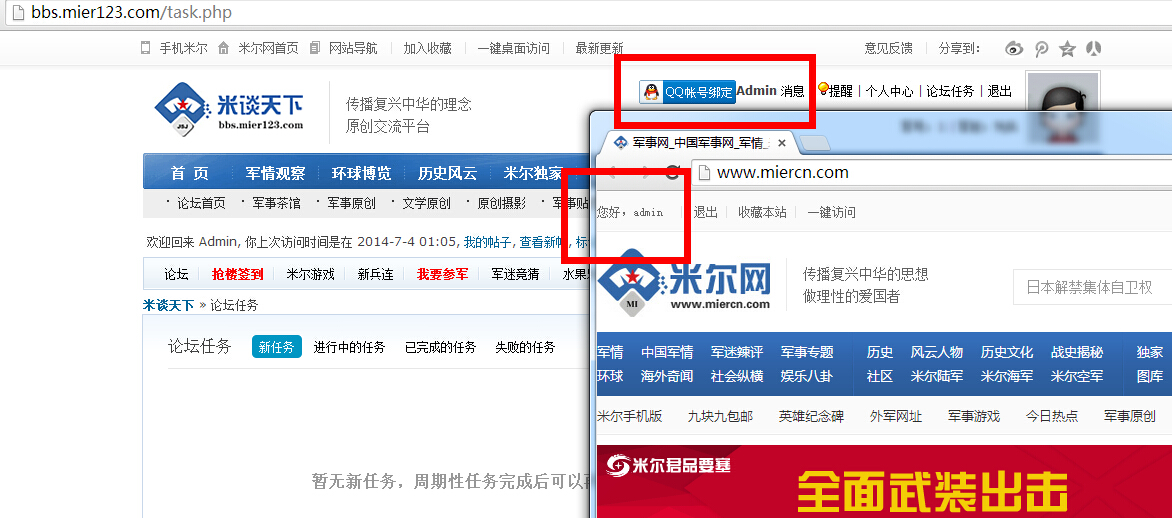 bbs.mier123.com/task.php
手机米尔 米尔网首页 网站导航 加入收藏 一键桌面访问 最新更新 意见反馈 分享到:
米谈天下
bbs.mier123.com
JBJ
传播复兴中华的理念
原创交流平台
QQ帐号绑定 Admin 消息 提醒 | 个人中心 | 论坛任务 | 退出
首 页 军情观察 环球博览 历史风云 米尔独家
· 论坛首页 · 军事茶馆 · 军事原创 · 文学原创 · 原创摄影 · 军事贴
欢迎回来 Admin, 你上次访问时间是在 2014-7-4 01:05, 我的帖子, 查看新帖, 标
论坛 抢楼签到 米尔游戏 新兵连 我要参军 军迷竞猜 水果
米谈天下 » 论坛任务
论坛任务 新任务 进行中的任务 已完成的任务 失败的任务
暂无新任务，周期性任务完成后可以再
军事网_中国军事网_军情_
www.miercn.com
您好，admin 退出 收藏本站 一键访问
米尔网
www.miercn.com
MI
传播复兴中华的思想
做理性的爱国者
日本解禁集体自卫权
军情 中国军情 军迷辣评 军事专题 历史 风云人物 历史文化 战史揭秘 独家
环球 海外奇闻 社会纵横 娱乐八卦 社区 米尔陆军 米尔海军 米尔空军 图库
米尔手机版 九块九包邮 英雄纪念碑 外军网址 军事游戏 今日热点 军事原创
米尔君品要塞
全面武装出击